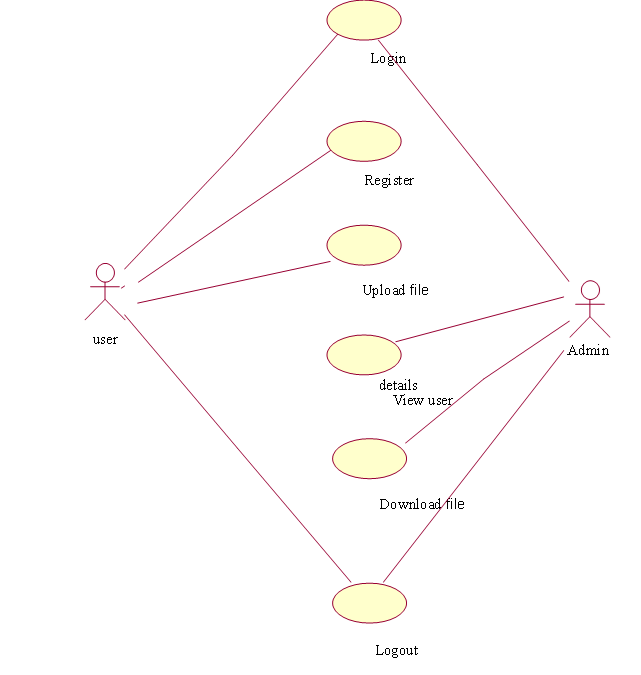 Login
Register
Upload file
user
Admin
details
View user
Download file
Logout